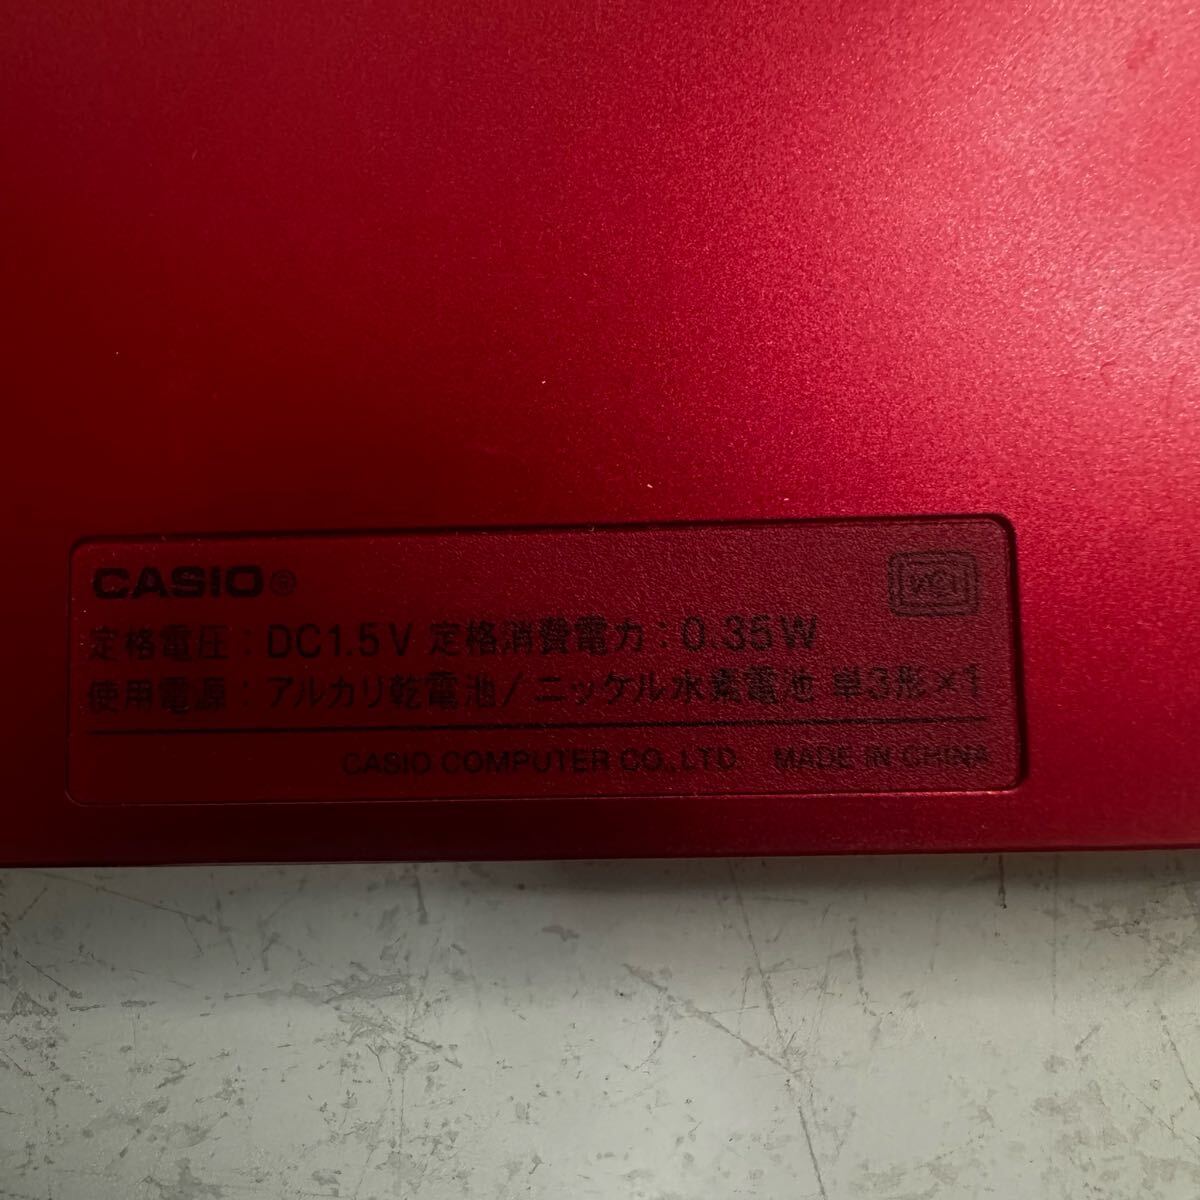 CASIO®
VCI
定格電圧：DC1.5V 定格消費電力：0.35W
使用電源：アルカリ乾電池/ニッケル水素電池 単3形×1
CASIO COMPUTER CO.,LTD. MADE IN CHINA